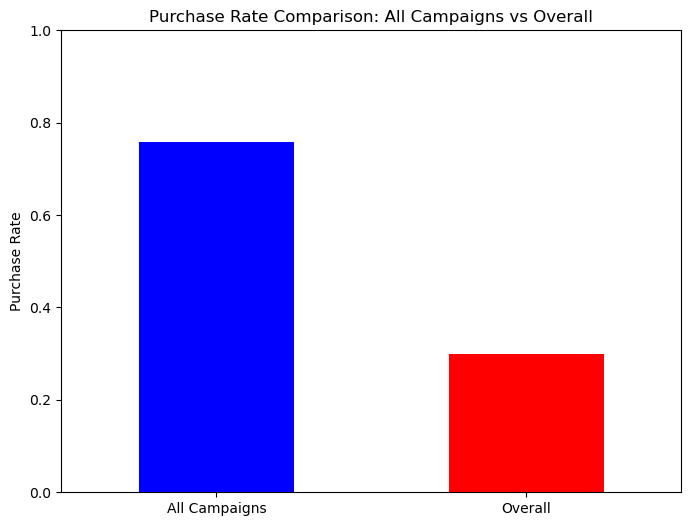 Purchase Rate Comparison: All Campaigns vs Overall
1.0
0.8
0.6
0.4
0.2
0.0
Purchase Rate
All Campaigns
Overall